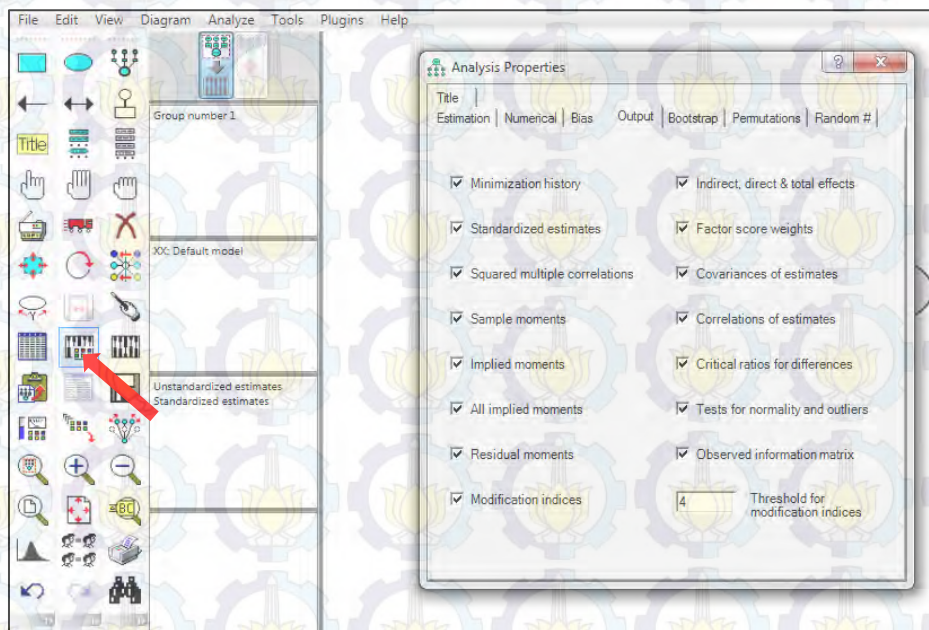 File Edit View Diagram Analyze Tools Plugins Help
Title
Group number 1
XX: Default model
Unstandardized estimates
Standardized estimates
Analysis Properties
Title
Estimation Numerical Bias Output Bootstrap Permutations Random #
Minimization history
Indirect, direct & total effects
Standardized estimates
Factor score weights
Squared multiple correlations
Covariances of estimates
Sample moments
Correlations of estimates
Implied moments
Critical ratios for differences
All implied moments
Tests for normality and outliers
Residual moments
Observed information matrix
Modification indices
4
Threshold for
modification indices